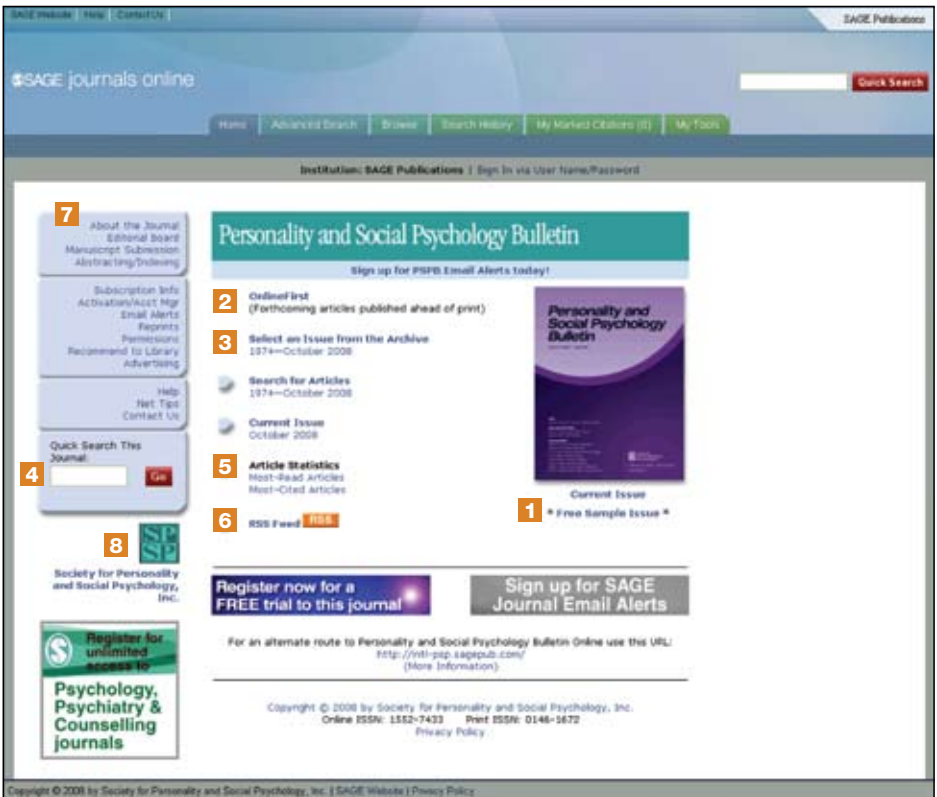 SAGE Website | Help | Contact Us
SAGE Publications
SAGE journals online
Quick Search
Home
Advanced Search
Browse
Search History
My Marked Citations (0)
My Tools
Institution: SAGE Publications | Sign In via User Name/Password
7
About the Journal
Editorial Board
Manuscript Submission
Abstracting/Indexing
Subscription Info
Activation/Acct Mgr
Email Alerts
Reprints
Permissions
Recommend to Library
Advertising
Help
Net Tips
Contact Us
Quick Search This
Journal:
4
Go
8
SP
SP
Society for Personality
and Social Psychology,
Inc.
S
Register for
unlimited
access to
Psychology,
Psychiatry &
Counselling
journals
Personality and Social Psychology Bulletin
Sign up for PSPB Email Alerts today!
2
OnlineFirst
(Forthcoming articles published ahead of print)
3
Select an Issue from the Archive
1974—October 2008
Search for Articles
1974—October 2008
Current Issue
October 2008
5
Article Statistics
Most-Read Articles
Most-Cited Articles
6
RSS Feed RSS
Personality and
Social Psychology
Bulletin
Current Issue
1
* Free Sample Issue *
Register now for a
FREE trial to this journal
Sign up for SAGE
Journal Email Alerts
For an alternate route to Personality and Social Psychology Bulletin Online use this URL:
http://intl-psp.sagepub.com/
(More Information)
Copyright © 2008 by Society for Personality and Social Psychology, Inc.
Online ISSN: 1552-7433 Print ISSN: 0146-1672
Privacy Policy
Copyright © 2008 by Society for Personality and Social Psychology, Inc. | SAGE Website | Privacy Policy